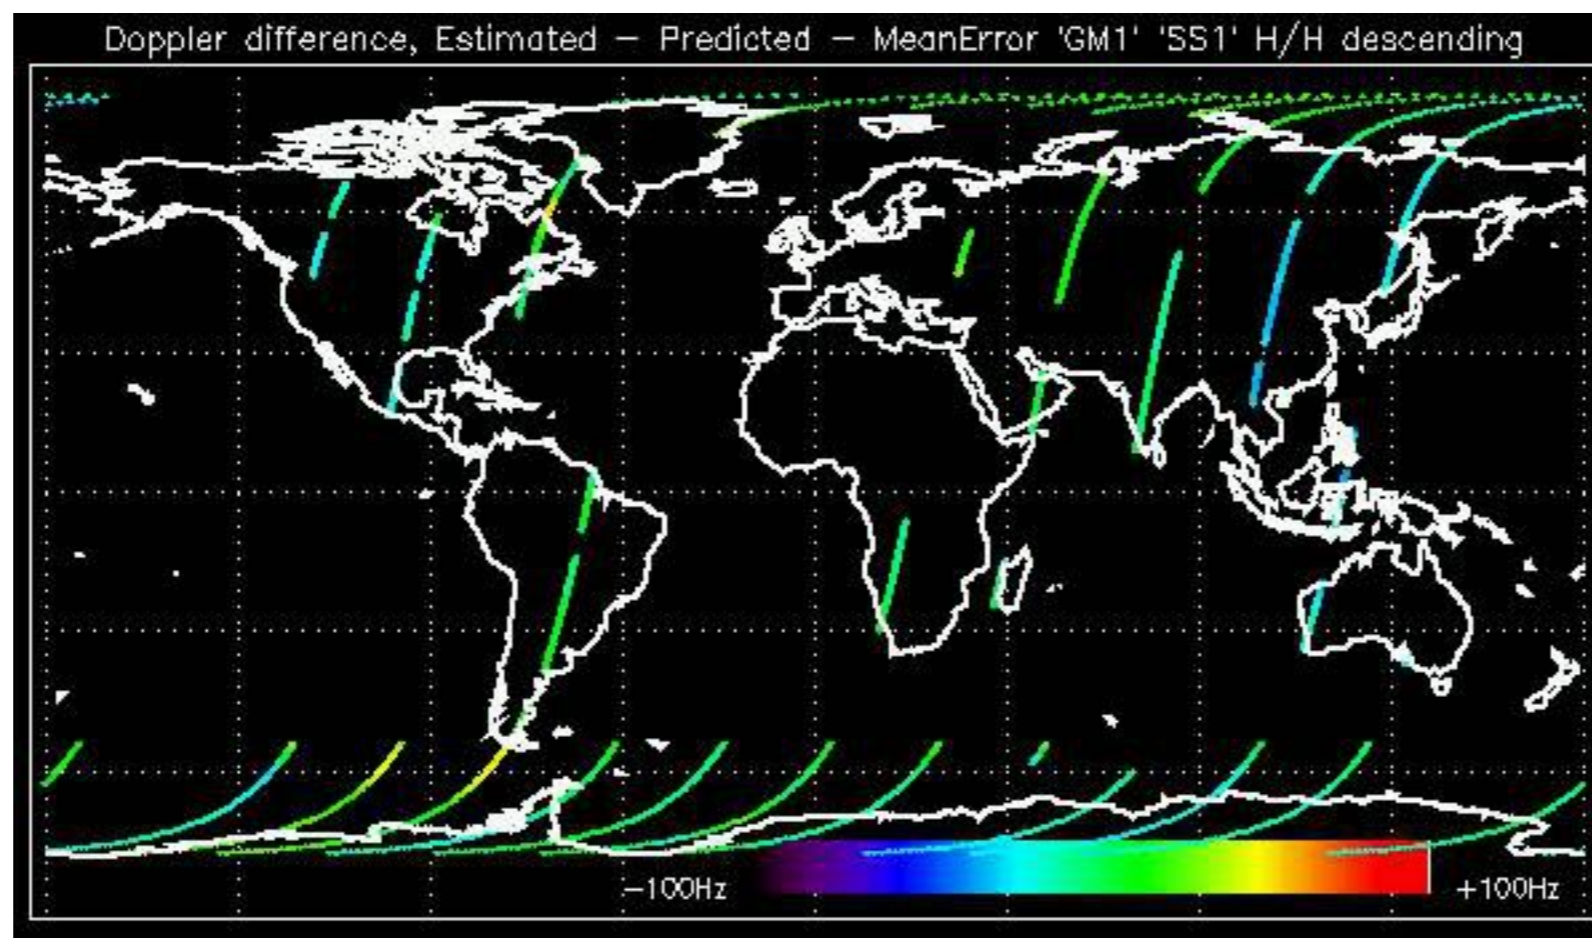 Doppler difference, Estimated – Predicted – MeanError 'GM1' 'SS1' H/H descending
-100Hz
+100Hz